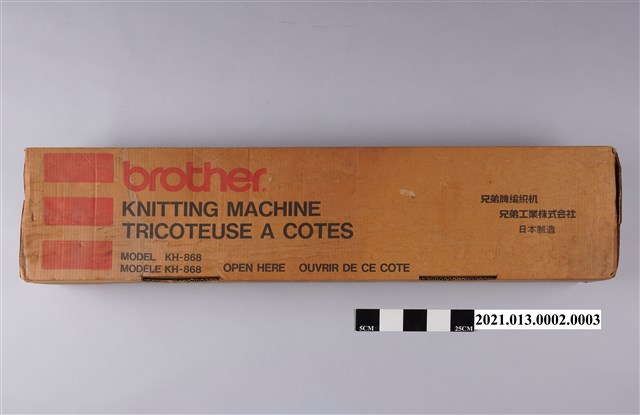 brother
KNITTING MACHINE
TRICOTEUSE A COTES
MODEL KH-868
MODELE KH-868 OPEN HERE OUVRIR DE CE COTE
兄弟牌编织机
兄弟工業株式会社
日本制造
5CM 25CM
2021.013.0002.0003